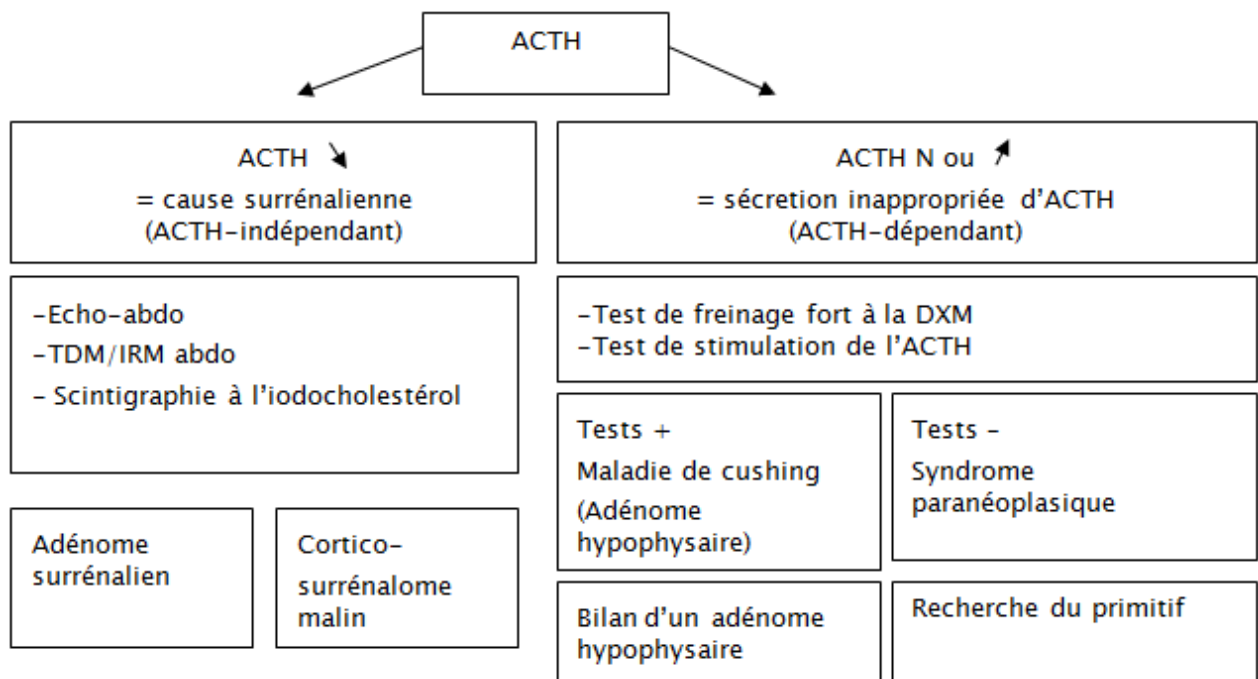 ACTH
ACTH
= cause surrénalienne
(ACTH-indépendant)
ACTH N ou
= sécrétion inappropriée d'ACTH
(ACTH-dépendant)
-Echo-abdo
-TDM/IRM abdo
- Scintigraphie à l'iodocholestérol
-Test de freinage fort à la DXM
-Test de stimulation de l'ACTH
Tests +
Maladie de cushing
(Adénome
hypophysaire)
Tests -
Syndrome
paranéoplasique
Adénome
surrénalien
Cortico-
surrénalome
malin
Bilan d'un adénome
hypophysaire
Recherche du primitif